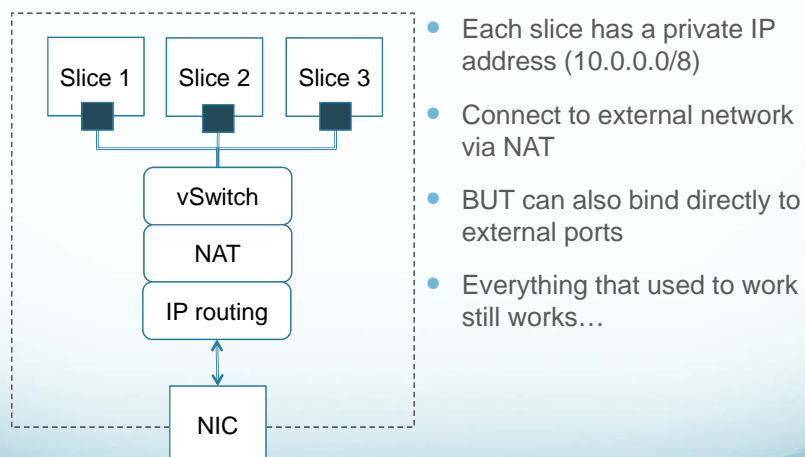 Slice 1
Slice 2
Slice 3
vSwitch
NAT
IP routing
NIC
Each slice has a private IP
address (10.0.0.0/8)
Connect to external network
via NAT
BUT can also bind directly to
external ports
Everything that used to work
still works…